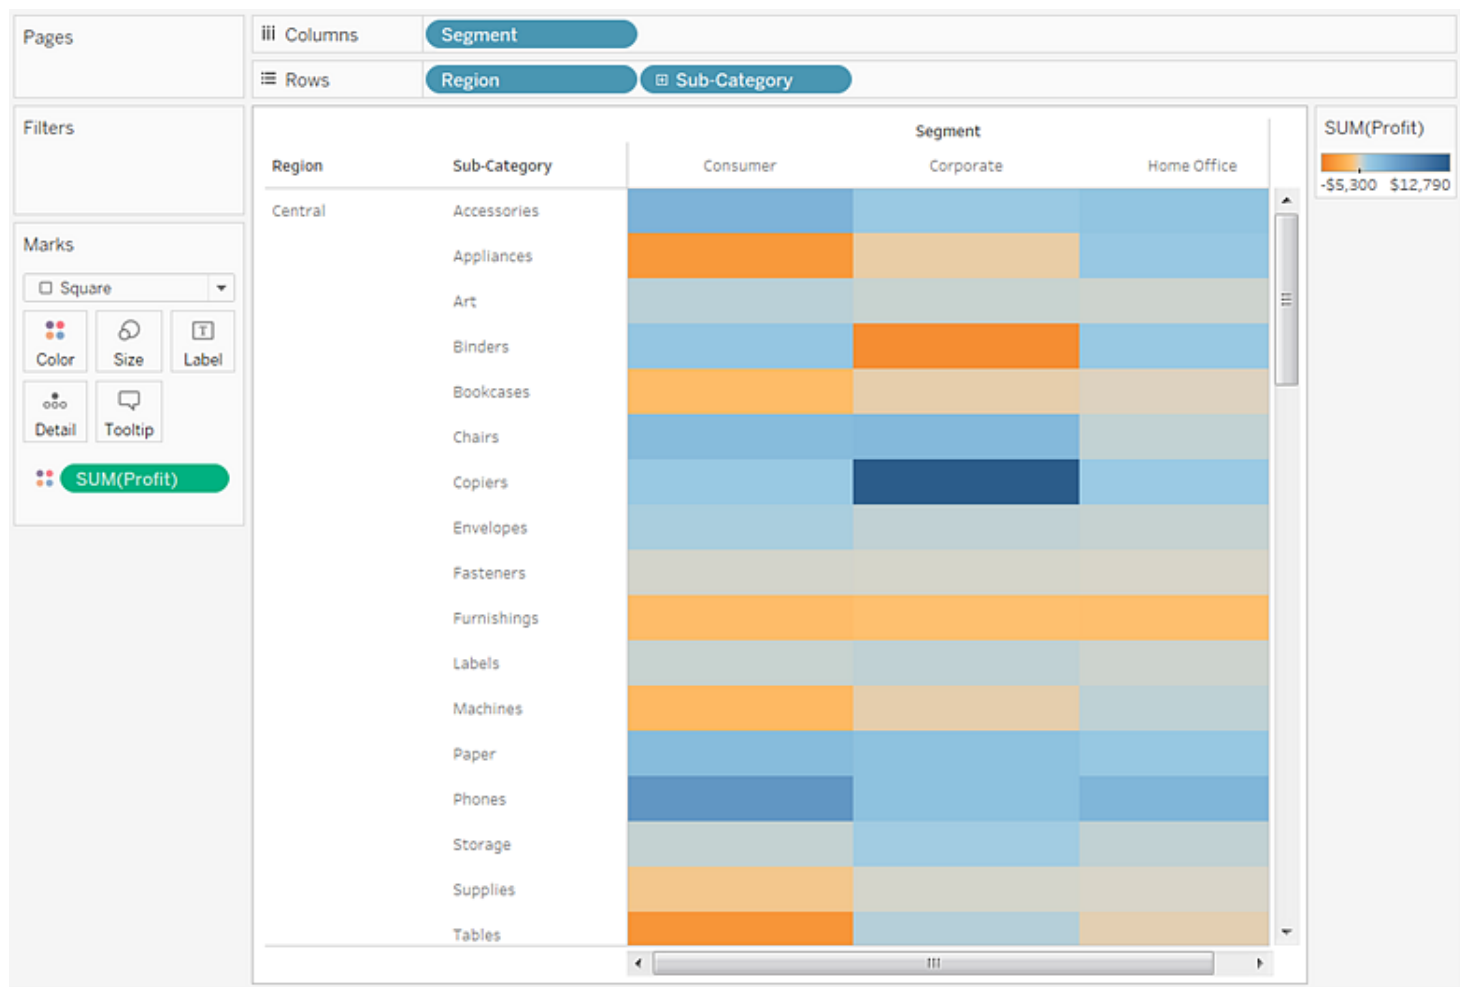 Pages
Columns
Segment
Rows
Region
Sub-Category
Filters
Marks
Square
Color
Size
Label
Detail
Tooltip
SUM(Profit)
Segment
Region
Sub-Category
Consumer
Corporate
Home Office
Central
Accessories
Appliances
Art
Binders
Bookcases
Chairs
Copiers
Envelopes
Fasteners
Furnishings
Labels
Machines
Paper
Phones
Storage
Supplies
Tables
SUM(Profit)
-$5,300 $12,790